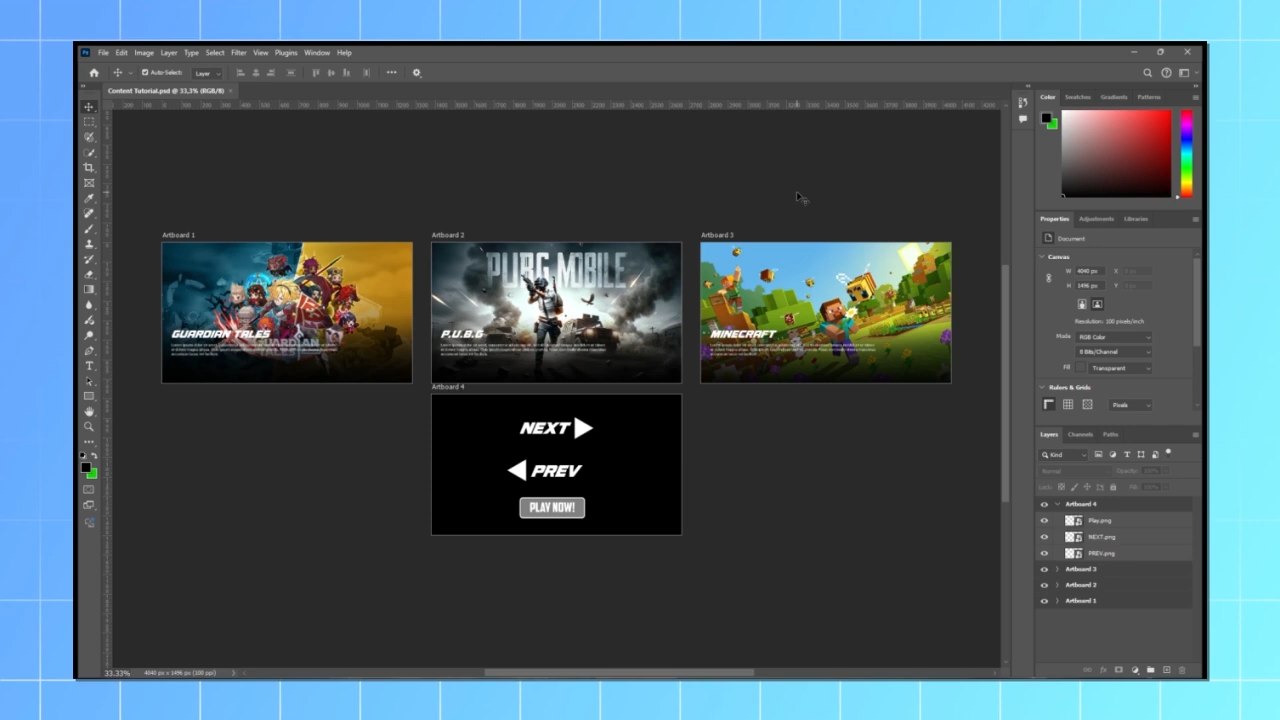 Ps File Edit Image Layer Type Select Filter View Plugins Window Help
Auto-Select: Layer
Content Tutorial.psd @ 33,3% (RGB/8) ×
Color Swatches Gradients Patterns
Properties Adjustments Libraries
Document
Canvas
W 4040 px X
H 1496 px Y
Resolution: 100 pixels/inch
Mode RGB Color
8 Bits/Channel
Fill Transparent
Rulers & Grids
Pixels
Artboard 1
GUARDIAN TALES
GUARDIAN
Artboard 2
PUBG MOBILE
P.U.B.G
Artboard 3
MINECRAFT
Artboard 4
NEXT
PREV
PLAY NOW!
Layers Channels Paths
Kind
Normal Opacity: 100%
Lock: Fill: 100%
Artboard 4
Play.png
NEXT.png
PREV.png
Artboard 3
Artboard 2
Artboard 1
33.33% 4040 px x 1496 px (100 ppi)